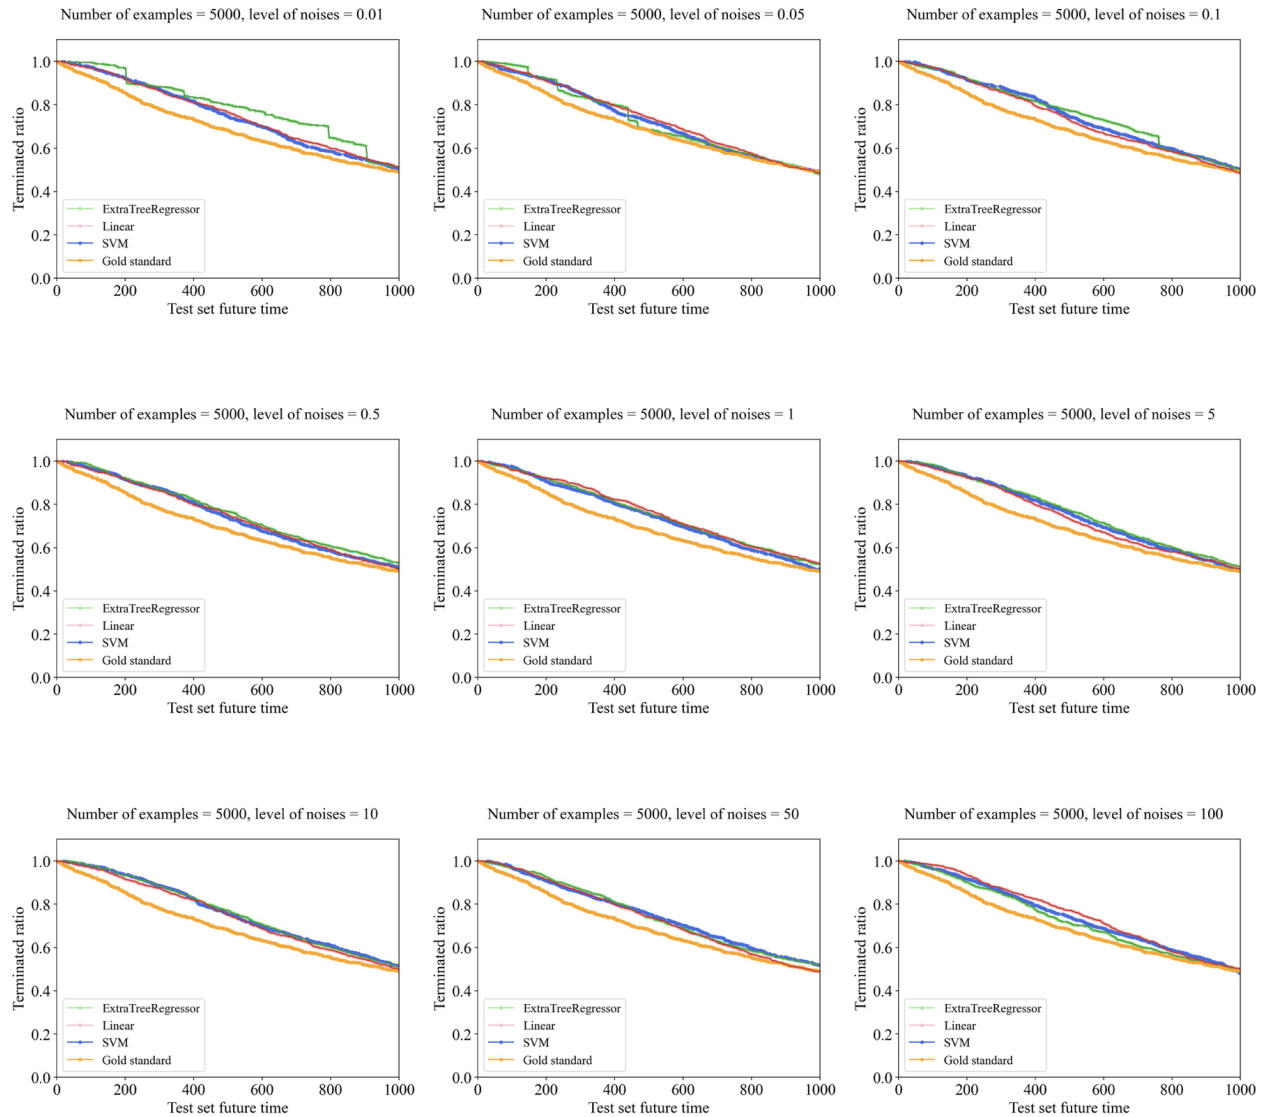 Number of examples = 5000, level of noises = 0.01
Terminated ratio
1.0
0.8
0.6
0.4
0.2
0.0
ExtraTreeRegressor
Linear
SVM
Gold standard
0 200 400 600 800 1000
Test set future time
Number of examples = 5000, level of noises = 0.05
Terminated ratio
1.0
0.8
0.6
0.4
0.2
0.0
ExtraTreeRegressor
Linear
SVM
Gold standard
0 200 400 600 800 1000
Test set future time
Number of examples = 5000, level of noises = 0.1
Terminated ratio
1.0
0.8
0.6
0.4
0.2
0.0
ExtraTreeRegressor
Linear
SVM
Gold standard
0 200 400 600 800 1000
Test set future time
Number of examples = 5000, level of noises = 0.5
Terminated ratio
1.0
0.8
0.6
0.4
0.2
0.0
ExtraTreeRegressor
Linear
SVM
Gold standard
0 200 400 600 800 1000
Test set future time
Number of examples = 5000, level of noises = 1
Terminated ratio
1.0
0.8
0.6
0.4
0.2
0.0
ExtraTreeRegressor
Linear
SVM
Gold standard
0 200 400 600 800 1000
Test set future time
Number of examples = 5000, level of noises = 5
Terminated ratio
1.0
0.8
0.6
0.4
0.2
0.0
ExtraTreeRegressor
Linear
SVM
Gold standard
0 200 400 600 800 1000
Test set future time
Number of examples = 5000, level of noises = 10
Terminated ratio
1.0
0.8
0.6
0.4
0.2
0.0
ExtraTreeRegressor
Linear
SVM
Gold standard
0 200 400 600 800 1000
Test set future time
Number of examples = 5000, level of noises = 50
Terminated ratio
1.0
0.8
0.6
0.4
0.2
0.0
ExtraTreeRegressor
Linear
SVM
Gold standard
0 200 400 600 800 1000
Test set future time
Number of examples = 5000, level of noises = 100
Terminated ratio
1.0
0.8
0.6
0.4
0.2
0.0
ExtraTreeRegressor
Linear
SVM
Gold standard
0 200 400 600 800 1000
Test set future time